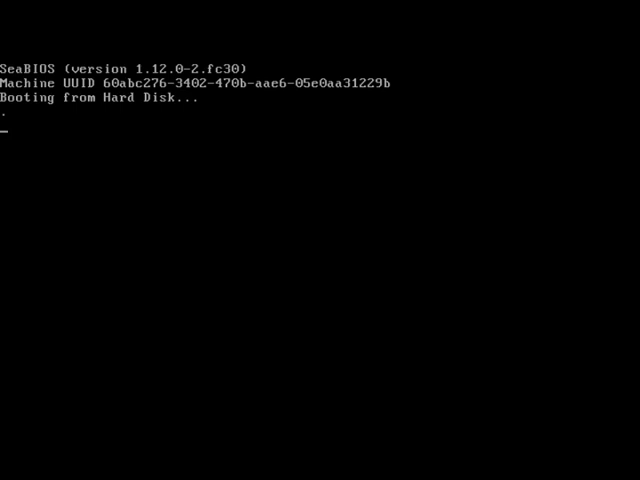 SeaBIOS (version 1.12.0-2.fc30)
Machine UUID 60abc276-3402-470b-aae6-05e0aa31229b
Booting from Hard Disk...
.
_